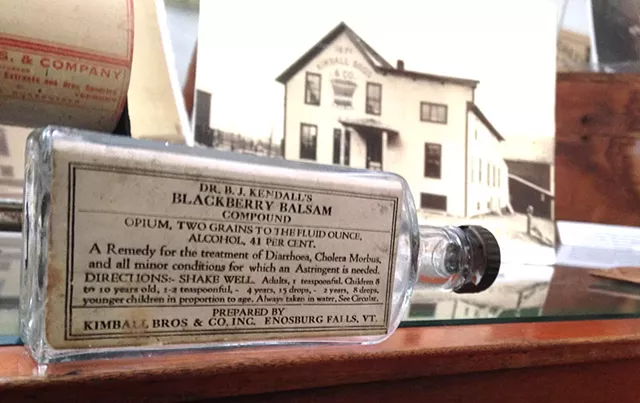 S. & COMPANY
DR. B. J. KENDALL'S
BLACKBERRY BALSAM
COMPOUND
OPIUM, TWO GRAINS TO THE FLUID OUNCE,
ALCOHOL, 41 PER CENT.
A Remedy for the treatment of Diarrhoea, Cholera Morbus,
and all minor conditions for which an Astringent is needed.
DIRECTIONS:- SHAKE WELL. Adults, 1 teaspoonful. Children 8
to 10 years old, 1-2 teaspoonful, - 4 years, 15 drops, - 2 years, 8 drops,
younger children in proportion to age. Always taken in water, See Circular.
PREPARED BY
KIMBALL BROS & CO, INC. ENOSBURG FALLS, VT.
KIMBALL BROS
& CO.